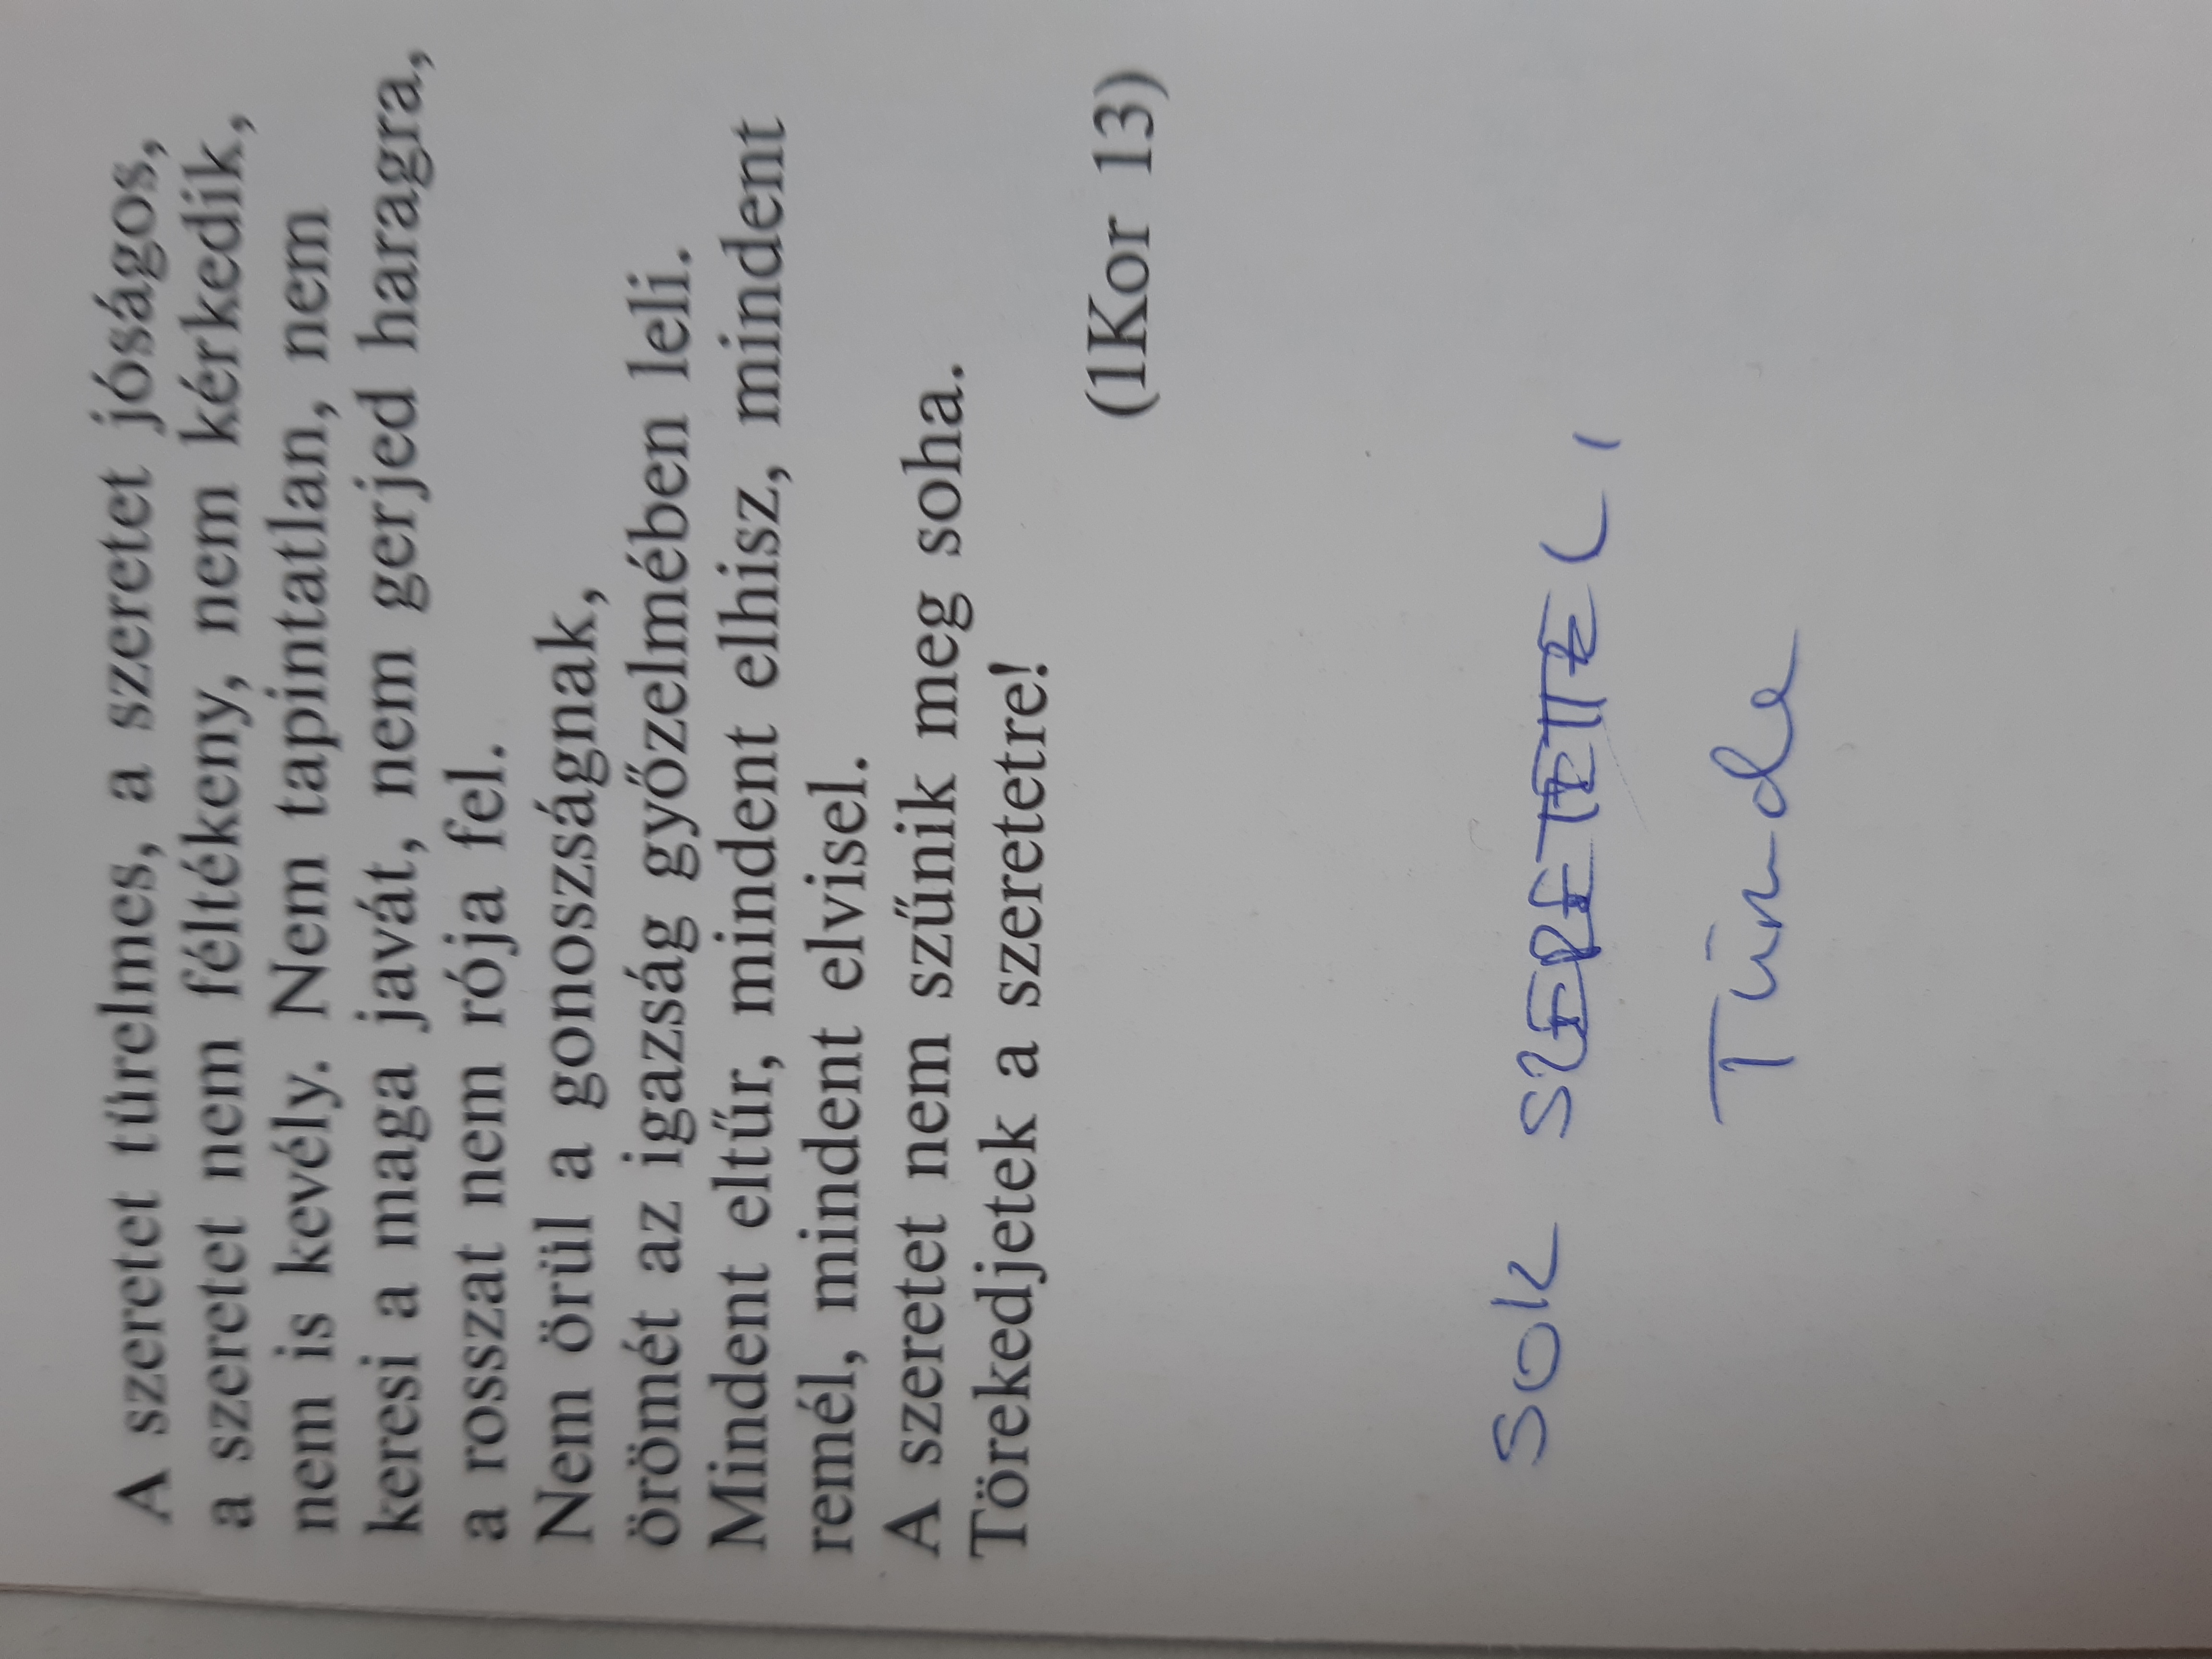 A szeretet türelmes, a szeretet jóságos,
a szeretet nem féltékeny, nem kérkedik,
nem is kevély. Nem tapintatlan, nem
keresi a maga javát, nem gerjed haragra,
a rosszat nem rója fel.
Nem örül a gonoszságnak,
örömét az igazság győzelmében leli.
Mindent eltűr, mindent elhisz, mindent
remél, mindent elvisel.
A szeretet nem szűnik meg soha.
Törekedjetek a szeretetre!
(1Kor 13)
SOK
Tünde